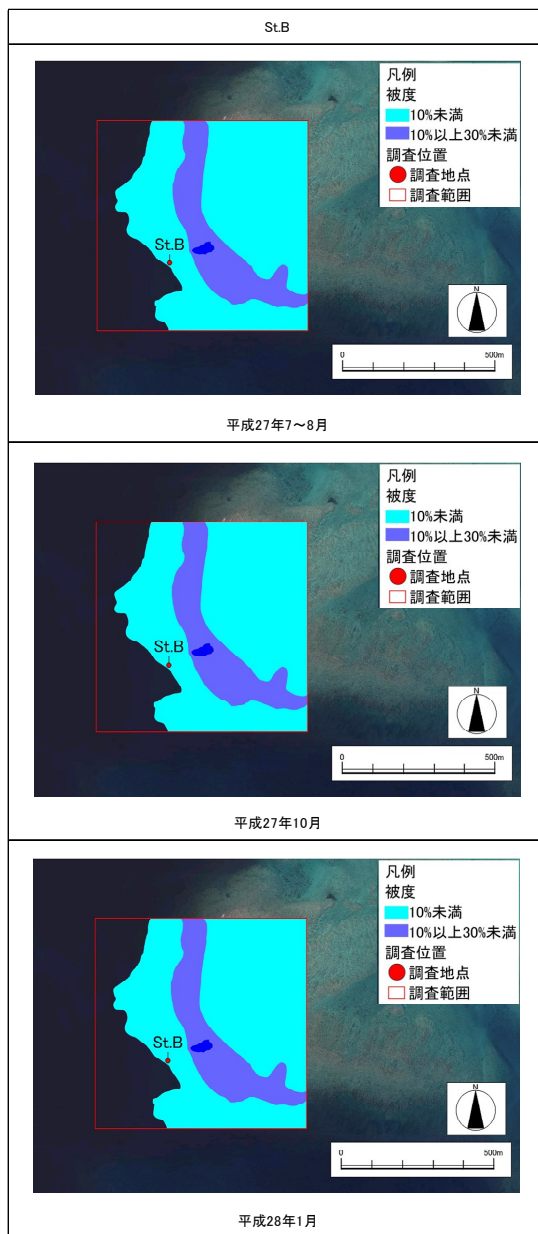 St.B
凡例
被度
10%未満
10%以上30%未満
調査位置
調査地点
調査範囲
St.B
N
0 500m
平成27年7～8月
凡例
被度
10%未満
10%以上30%未満
調査位置
調査地点
調査範囲
St.B
N
0 500m
平成27年10月
凡例
被度
10%未満
10%以上30%未満
調査位置
調査地点
調査範囲
St.B
N
0 500m
平成28年1月